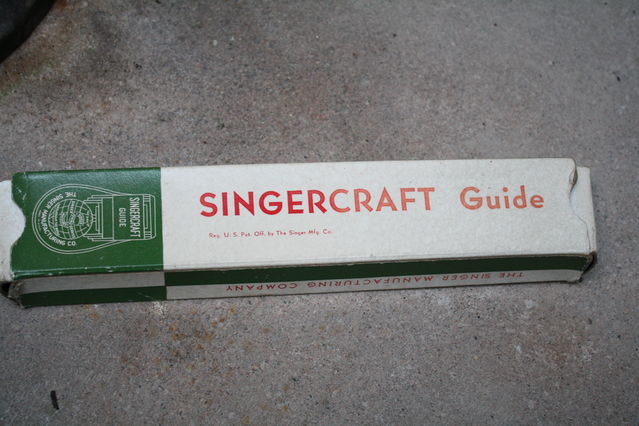 SINGERCRAFT Guide
Reg. U. S. Pat. Off. by The Singer Mfg. Co.
THE SINGER MANUFACTURING COMPANY
SINGERCRAFT
GUIDE
THE SINGER MANUFACTURING CO.